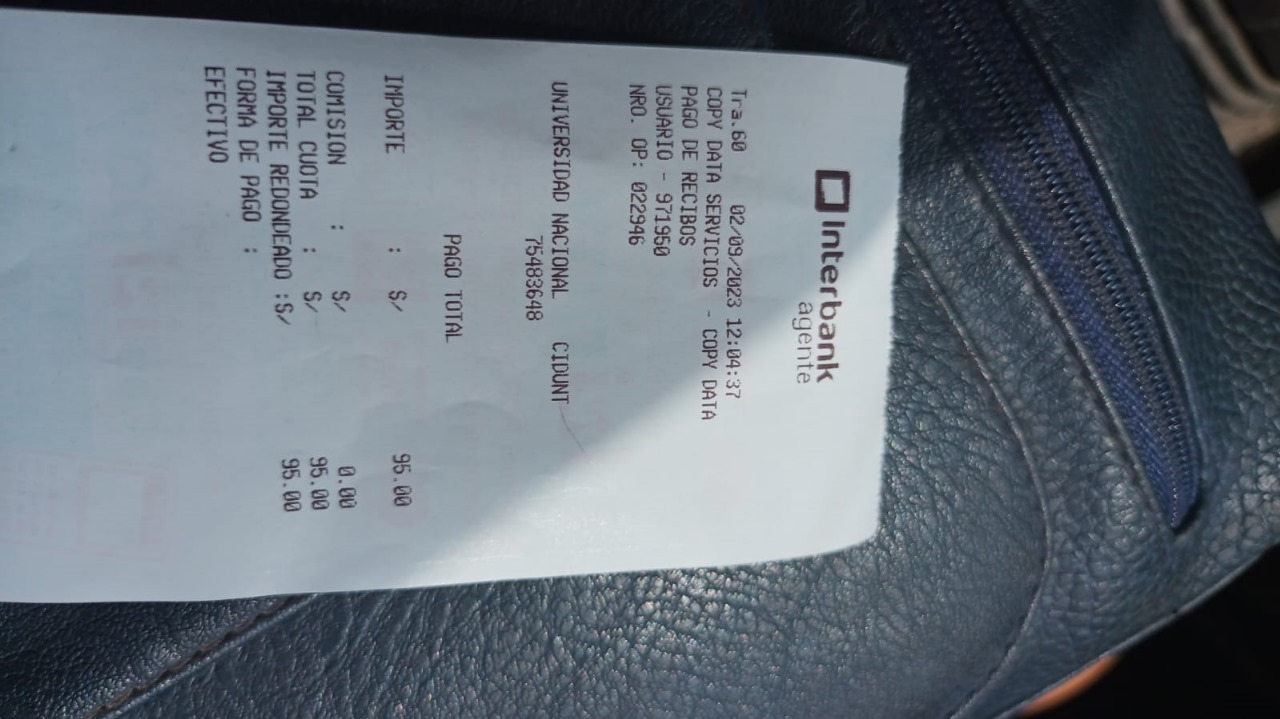 Interbank
agente
Tra.60 02/09/2023 12:04:37
COPY DATA SERVICIOS - COPY DATA
PAGO DE RECIBOS
USUARIO - 971950
NRO. OP: 022946
UNIVERSIDAD NACIONAL CIDUNT
75483648
PAGO TOTAL
IMPORTE : S/ 95.00
COMISION : S/ 0.00
TOTAL CUOTA : S/ 95.00
IMPORTE REDONDEADO :S/ 95.00
FORMA DE PAGO :
EFECTIVO